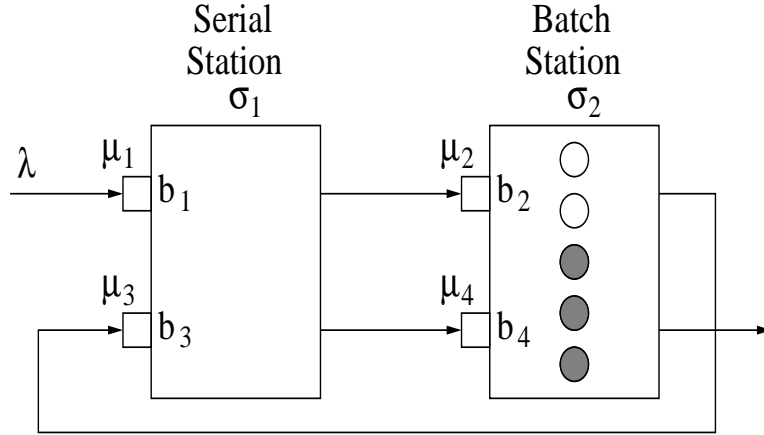 Serial
Station
σ1
Batch
Station
σ2
λ
μ1
b1
μ2
b2
μ3
b3
μ4
b4